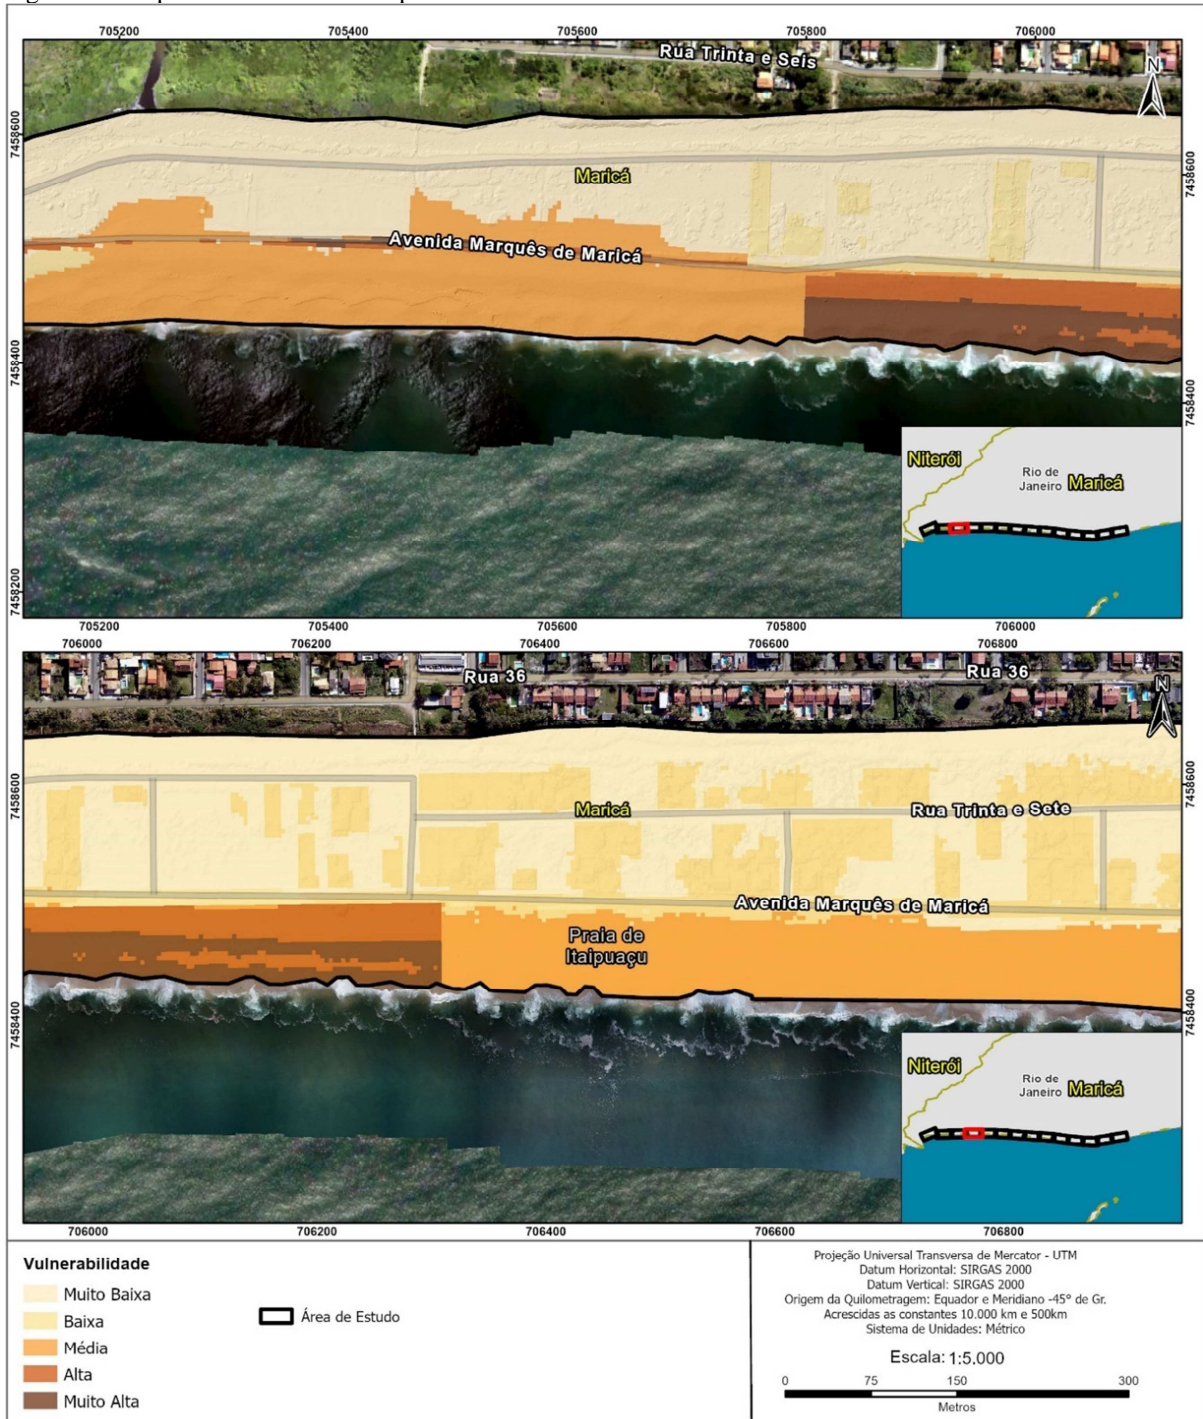 705200 705400 705600 705800 706000
Rua Trinta e Seis
N
7458600
7458600
Maricá
Avenida Marquês de Maricá
7458400
7458400
Niterói
Rio de
Janeiro
Maricá
7458200
705200 705400 705600 705800 706000
706000 706200 706400 706600 706800
Rua 36
Rua 36
N
7458600
7458600
Maricá
Rua Trinta e Sete
Avenida Marquês de Maricá
Praia de
Itaipuaçu
7458400
7458400
Niterói
Rio de
Janeiro
Maricá
706000 706200 706400 706600 706800
Vulnerabilidade
Muito Baixa
Baixa
Média
Alta
Muito Alta
Área de Estudo
Projeção Universal Transversa de Mercator - UTM
Datum Horizontal: SIRGAS 2000
Datum Vertical: SIRGAS 2000
Origem da Quilometragem: Equador e Meridiano -45° de Gr.
Acrescidas as constantes 10.000 km e 500km
Sistema de Unidades: Métrico
Escala: 1:5.000
0 75 150 300
Metros